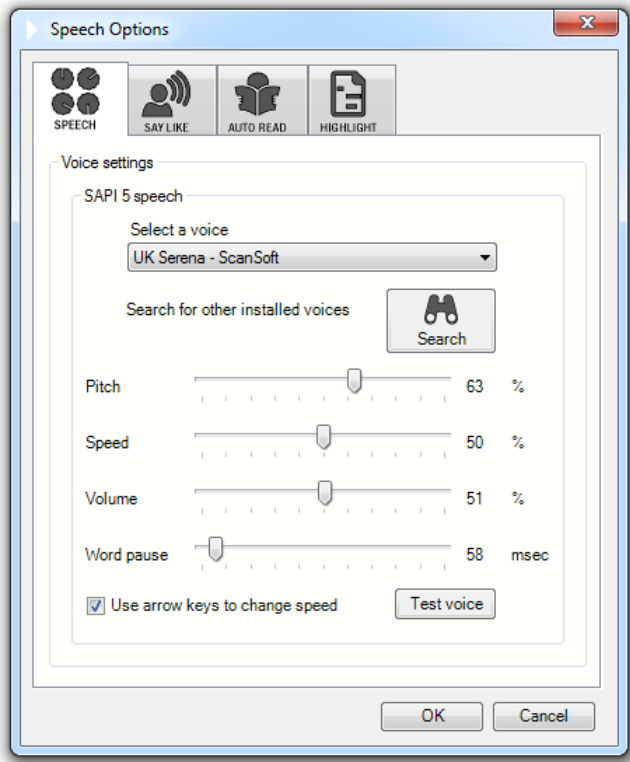 Speech Options
SPEECH SAY LIKE AUTO READ HIGHLIGHT
Voice settings
SAPI 5 speech
Select a voice
UK Serena - ScanSoft
Search for other installed voices
Search
Pitch 63 %
Speed 50 %
Volume 51 %
Word pause 58 msec
Use arrow keys to change speed Test voice
OK Cancel